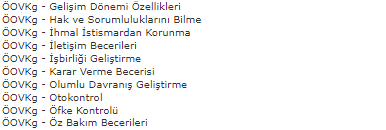 ÖOVKg - Gelişim Dönemi Özellikleri
ÖOVKg - Hak ve Sorumluluklarını Bilme
ÖOVKg - İhmal İstismardan Korunma
ÖOVKg - İletişim Becerileri
ÖOVKg - İşbirliği Geliştirme
ÖOVKg - Karar Verme Becerisi
ÖOVKg - Olumlu Davranış Geliştirme
ÖOVKg - Otokontrol
ÖOVKg - Öfke Kontrolü
ÖOVKg - Öz Bakım Becerileri